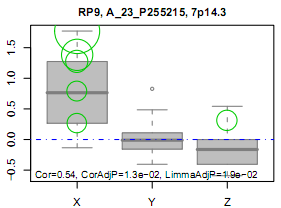 RP9, A_23_P255215, 7p14.3
1.5
1.0
0.5
0.0
-0.5
Cor=0.54, CorAdjP=1.3e-02, LimmaAdjP=1.9e-02
X Y Z